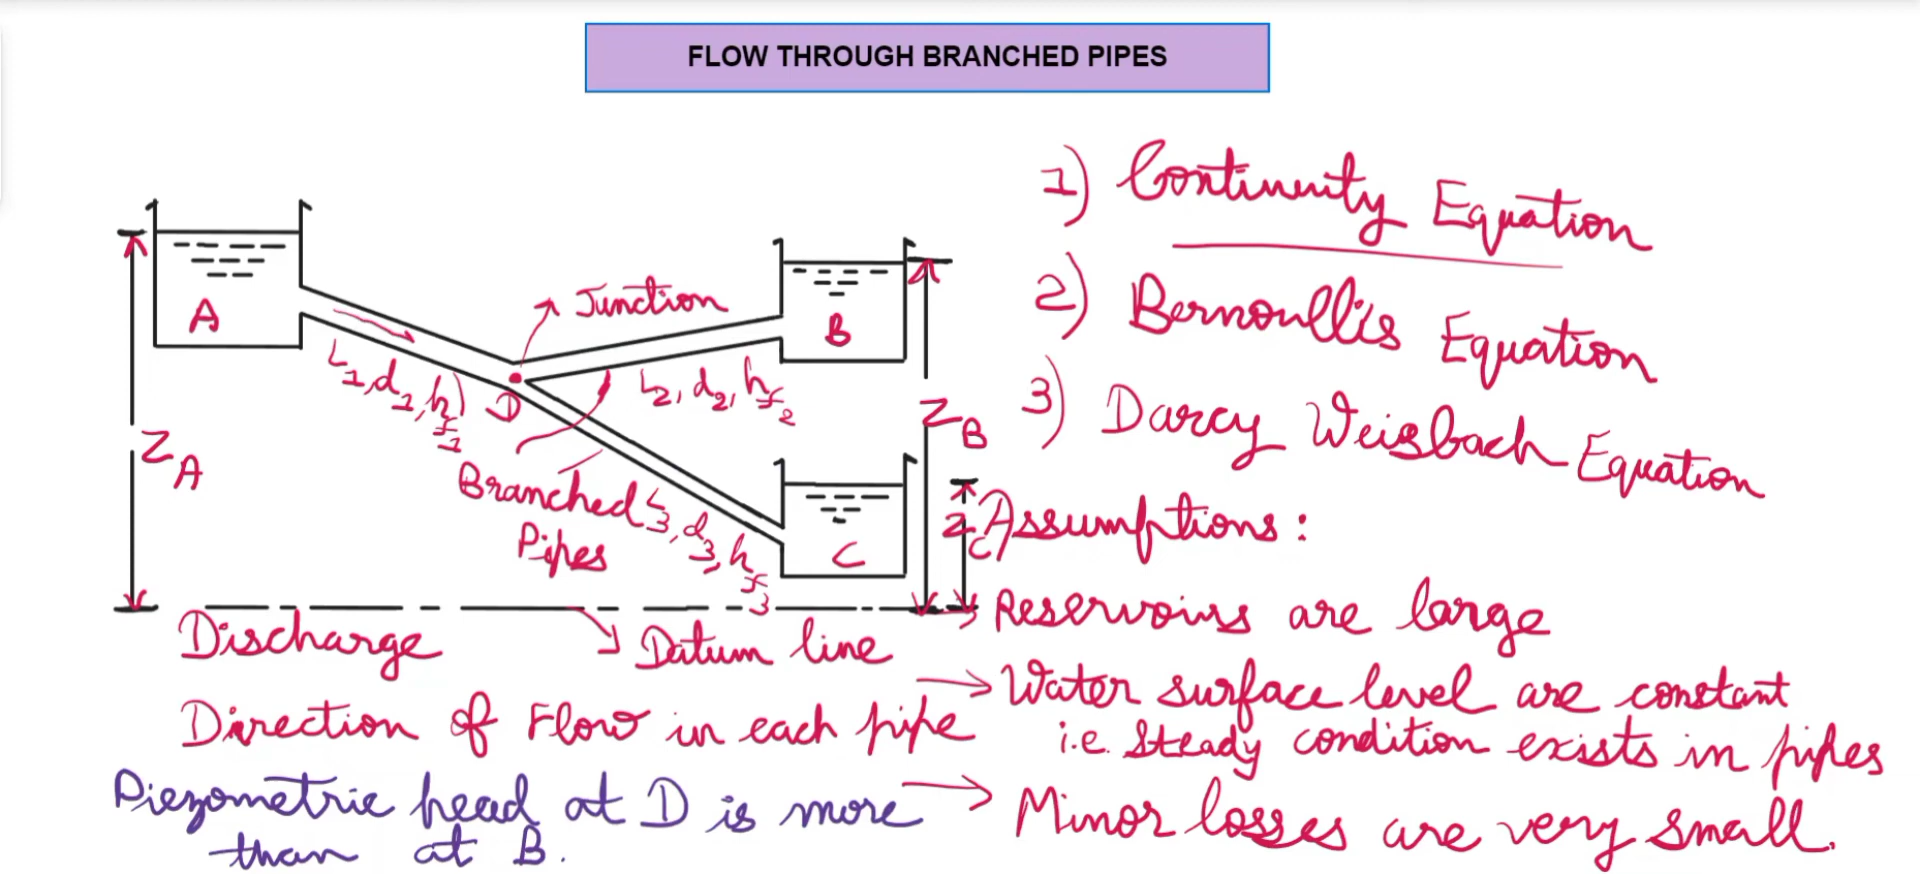 FLOW THROUGH BRANCHED PIPES
1) Continuity Equation
2) Bernoulli's Equation
3) Darcy Weisbach Equation
A
Junction
B
L1, d1, hf1
D
L2, d2, hf2
ZA
ZB
Branched
Pipes
L3, d3, hf3
C
ZC
Assumptions :
Reservoirs are large
Discharge
Datum line
Water surface level are constant
i.e. Steady condition exists in pipes
Direction of Flow in each pipe
Minor losses are very small.
Piezometric head at D is more
than at B.